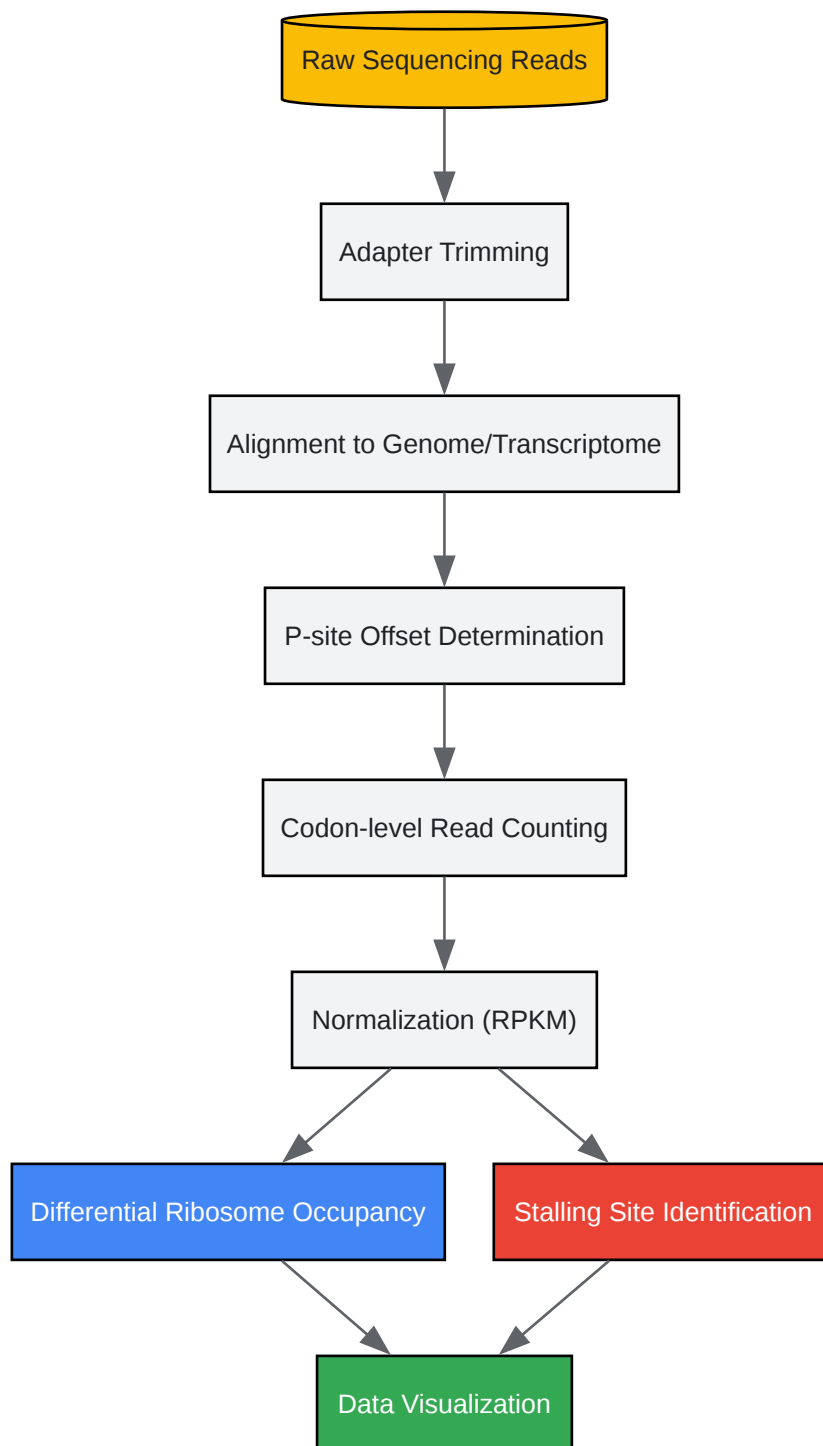 Raw Sequencing Reads
Adapter Trimming
Alignment to Genome/Transcriptome
P-site Offset Determination
Codon-level Read Counting
Normalization (RPKM)
Differential Ribosome Occupancy
Stalling Site Identification
Data Visualization